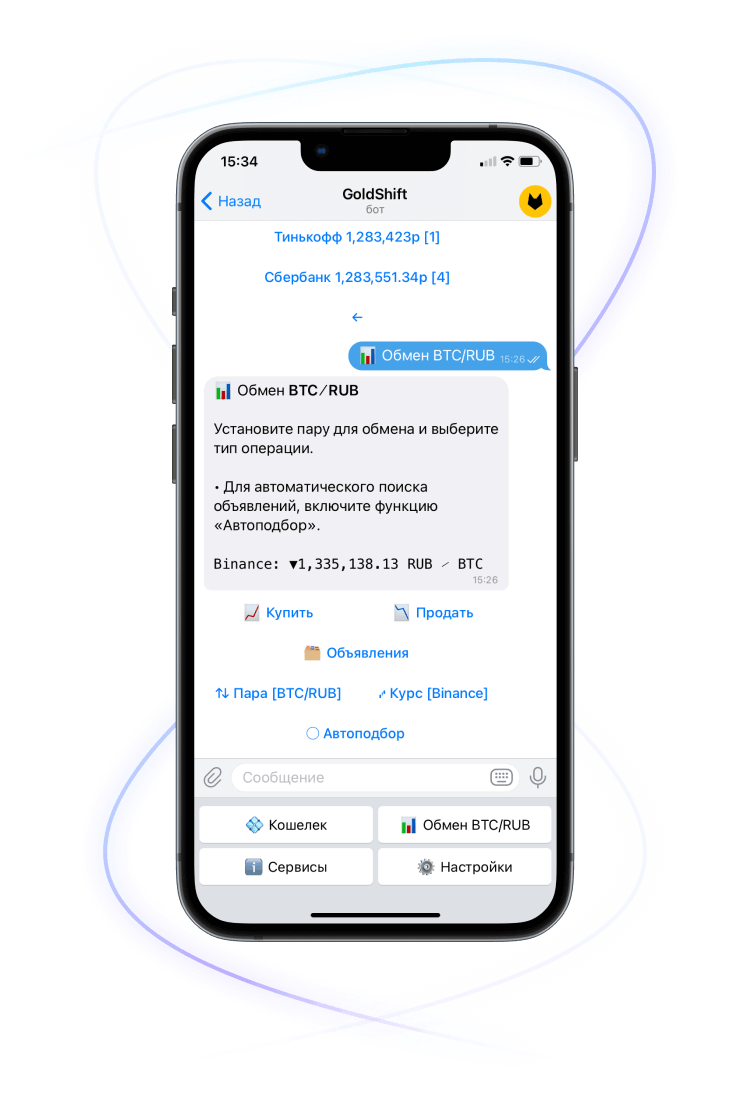 15:34
Назад
GoldShift
бот
Тинькофф 1,283,423р [1]
Сбербанк 1,283,551.34р [4]
←
📊 Обмен BTC/RUB 15:26
📊 Обмен BTC/RUB
Установите пару для обмена и выберите
тип операции.
• Для автоматического поиска
объявлений, включите функцию
«Автоподбор».
Binance: ▼1,335,138.13 RUB / BTC
15:26
📈 Купить
📉 Продать
🗂 Объявления
⇅ Пара [BTC/RUB]
Курс [Binance]
Автоподбор
Сообщение
💠 Кошелек
📊 Обмен BTC/RUB
ℹ️ Сервисы
⚙️ Настройки